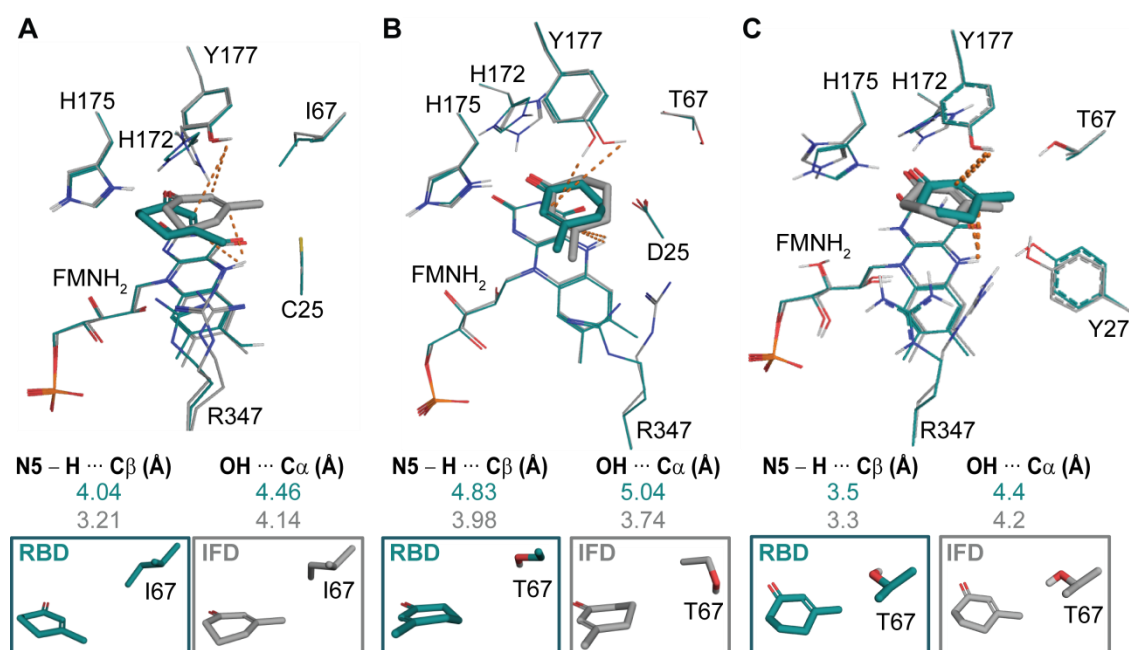 A
Y177
H175
H172
I67
FMNH2
C25
R347
N5 – H ··· Cβ (Å) OH ··· Cα (Å)
4.04 4.46
3.21 4.14
RBD
I67
IFD
I67
B
Y177
H172
H175
T67
D25
FMNH2
R347
N5 – H ··· Cβ (Å) OH ··· Cα (Å)
4.83 5.04
3.98 3.74
RBD
T67
IFD
T67
C
Y177
H175
H172
T67
FMNH2
Y27
R347
N5 – H ··· Cβ (Å) OH ··· Cα (Å)
3.5 4.4
3.3 4.2
RBD
T67
IFD
T67